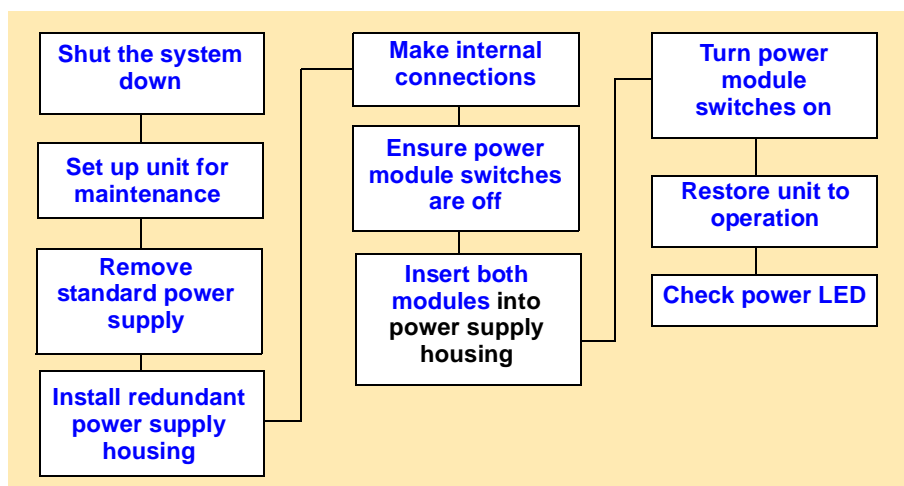 Shut the system
down
Set up unit for
maintenance
Remove
standard power
supply
Install redundant
power supply
housing
Make internal
connections
Ensure power
module switches
are off
Insert both
modules into
power supply
housing
Turn power
module
switches on
Restore unit to
operation
Check power LED